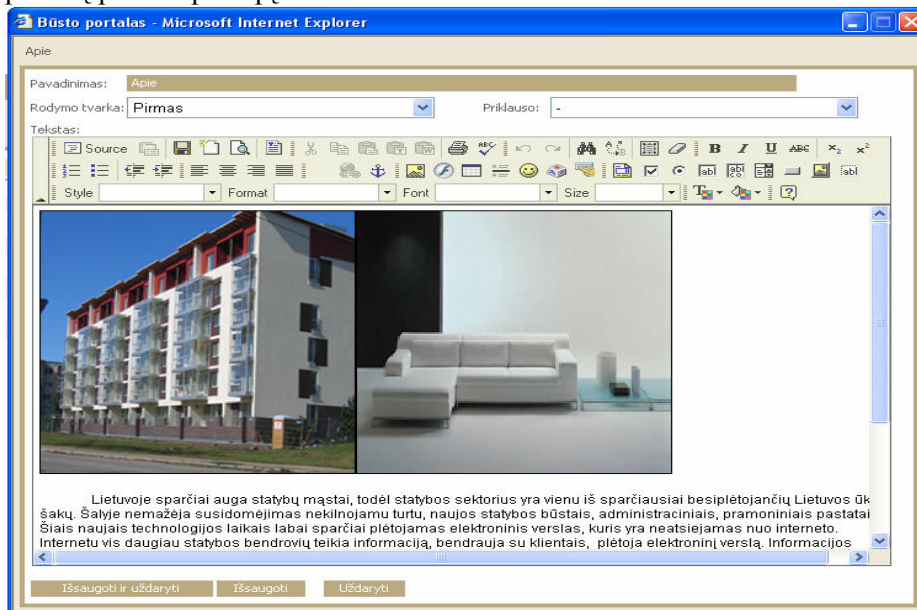 Būsto portalas - Microsoft Internet Explorer
Apie
Pavadinimas: Apie
Rodymo tvarka: Pirmas Priklauso: -
Tekstas:
Source ABC B I U ABC x₂ x²
Style Format Font Size
Lietuvoje sparčiai auga statybų mąstai, todėl statybos sektorius yra vienu iš sparčiausiai besiplėtojančių Lietuvos ūk
šakų. Šalyje nemažėja susidomėjimas nekilnojamu turtu, naujos statybos būstais, administraciniais, pramoniniais pastatai
Šiais naujais technologijos laikais labai sparčiai plėtojamas elektroninis verslas, kuris yra neatsiejamas nuo interneto.
Internetu vis daugiau statybos bendrovių teikia informaciją, bendrauja su klientais, plėtoja elektroninį verslą. Informacijos
Išsaugoti ir uždaryti Išsaugoti Uždaryti